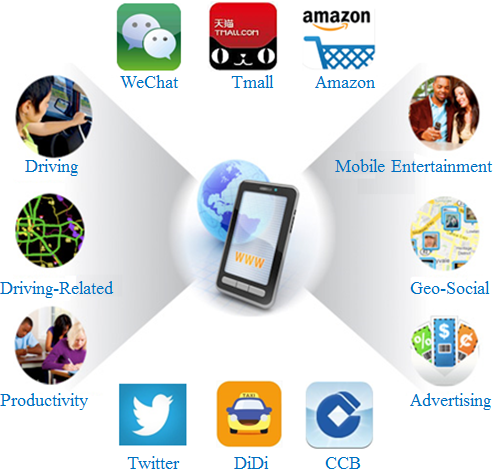 天猫
TMALL.COM
amazon
WeChat
Tmall
Amazon
Driving
Mobile Entertainment
WWW
Driving-Related
Geo-Social
%
$
¢
Productivity
Advertising
TAXI
Twitter
DiDi
CCB